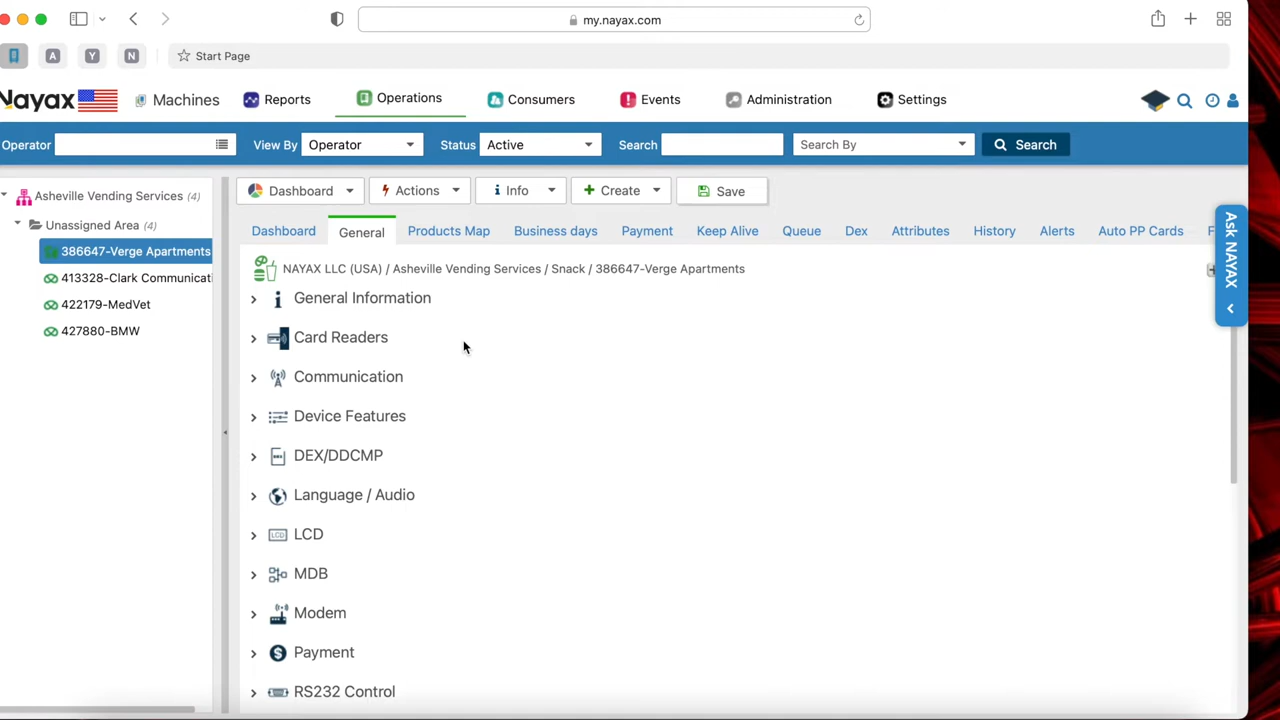 my.nayax.com
A Y N Start Page
Nayax Machines Reports Operations Consumers Events Administration Settings
Operator View By Operator Status Active Search Search By Search
Asheville Vending Services (4)
Unassigned Area (4)
386647-Verge Apartments
413328-Clark Communicati
422179-MedVet
427880-BMW
Dashboard Actions Info Create Save
Dashboard General Products Map Business days Payment Keep Alive Queue Dex Attributes History Alerts Auto PP Cards F
NAYAX LLC (USA) / Asheville Vending Services / Snack / 386647-Verge Apartments
General Information
Card Readers
Communication
Device Features
DEX/DDCMP
Language / Audio
LCD
MDB
Modem
Payment
RS232 Control
Ask NAYAX